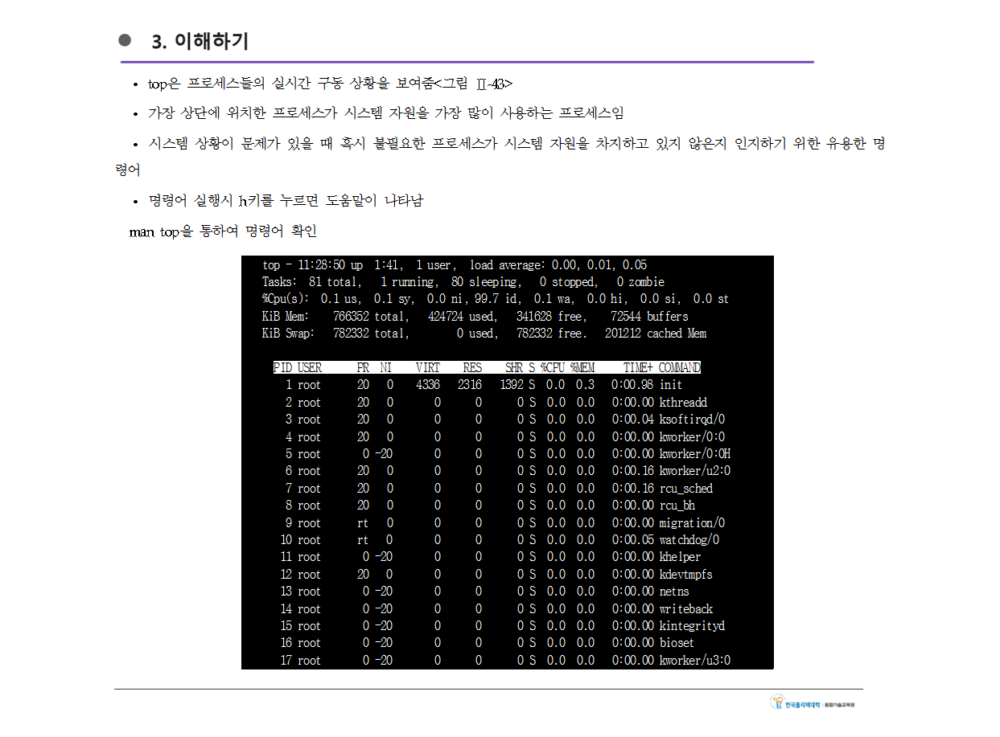 ● 3. 이해하기
• top은 프로세스들의 실시간 구동 상황을 보여줌<그림 Ⅱ-43>
• 가장 상단에 위치한 프로세스가 시스템 자원을 가장 많이 사용하는 프로세스임
• 시스템 상황이 문제가 있을 때 혹시 불필요한 프로세스가 시스템 자원을 차지하고 있지 않은지 인지하기 위한 유용한 명
령어
• 명령어 실행시 h키를 누르면 도움말이 나타남
man top을 통하여 명령어 확인
top - 11:28:50 up  1:41,  1 user,  load average: 0.00, 0.01, 0.05
Tasks:  81 total,   1 running,  80 sleeping,   0 stopped,   0 zombie
%Cpu(s):  0.1 us,  0.1 sy,  0.0 ni, 99.7 id,  0.1 wa,  0.0 hi,  0.0 si,  0.0 st
KiB Mem:    766352 total,   424724 used,   341628 free,    72544 buffers
KiB Swap:   782332 total,        0 used,   782332 free.   201212 cached Mem
PID USER      PR  NI    VIRT    RES    SHR S %CPU %MEM     TIME+ COMMAND
1 root      20   0    4336   2316   1392 S  0.0  0.3   0:00.98 init
2 root      20   0       0      0      0 S  0.0  0.0   0:00.00 kthreadd
3 root      20   0       0      0      0 S  0.0  0.0   0:00.04 ksoftirqd/0
4 root      20   0       0      0      0 S  0.0  0.0   0:00.00 kworker/0:0
5 root       0 -20       0      0      0 S  0.0  0.0   0:00.00 kworker/0:0H
6 root      20   0       0      0      0 S  0.0  0.0   0:00.16 kworker/u2:0
7 root      20   0       0      0      0 S  0.0  0.0   0:00.16 rcu_sched
8 root      20   0       0      0      0 S  0.0  0.0   0:00.00 rcu_bh
9 root      rt   0       0      0      0 S  0.0  0.0   0:00.00 migration/0
10 root      rt   0       0      0      0 S  0.0  0.0   0:00.05 watchdog/0
11 root       0 -20       0      0      0 S  0.0  0.0   0:00.00 khelper
12 root      20   0       0      0      0 S  0.0  0.0   0:00.00 kdevtmpfs
13 root       0 -20       0      0      0 S  0.0  0.0   0:00.00 netns
14 root       0 -20       0      0      0 S  0.0  0.0   0:00.00 writeback
15 root       0 -20       0      0      0 S  0.0  0.0   0:00.00 kintegrityd
16 root       0 -20       0      0      0 S  0.0  0.0   0:00.00 bioset
17 root       0 -20       0      0      0 S  0.0  0.0   0:00.00 kworker/u3:0
한국폴리텍대학 | 융합기술교육원